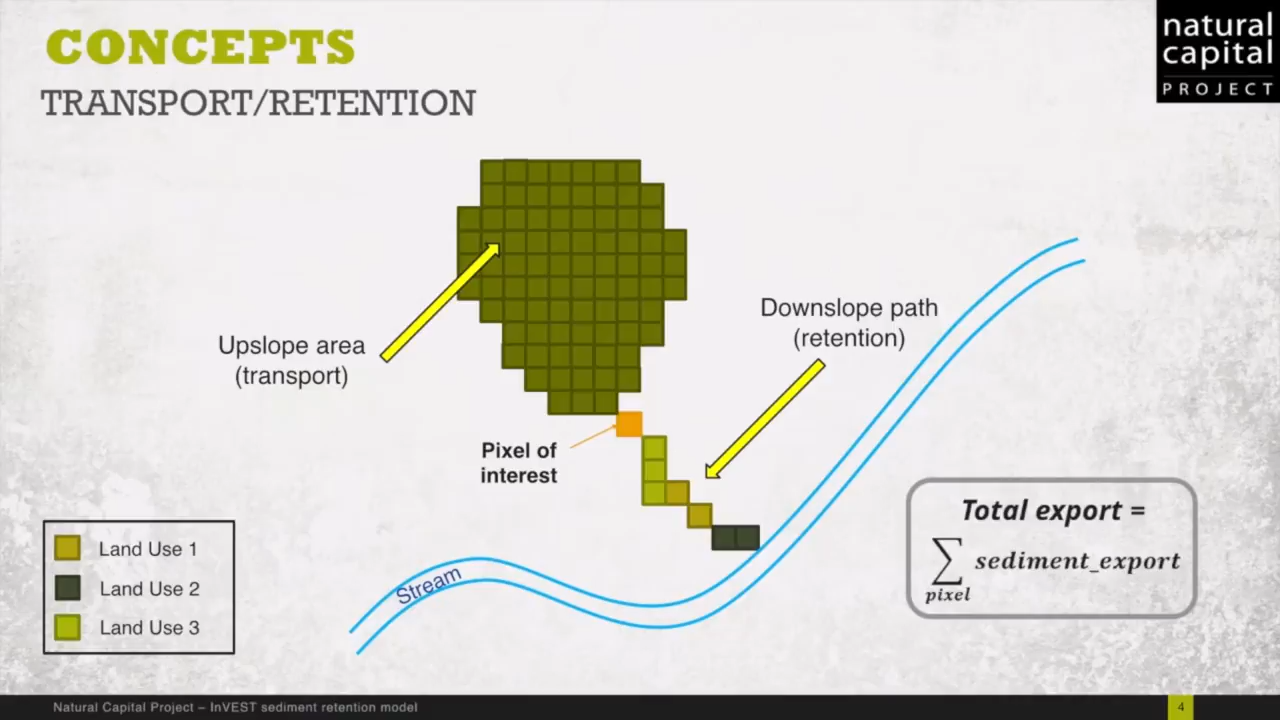 CONCEPTS
TRANSPORT/RETENTION
natural
capital
PROJECT
Upslope area
(transport)
Downslope path
(retention)
Pixel of
interest
Land Use 1
Land Use 2
Land Use 3
Stream
Total export =
∑ sediment_export
pixel
Natural Capital Project – InVEST sediment retention model
4